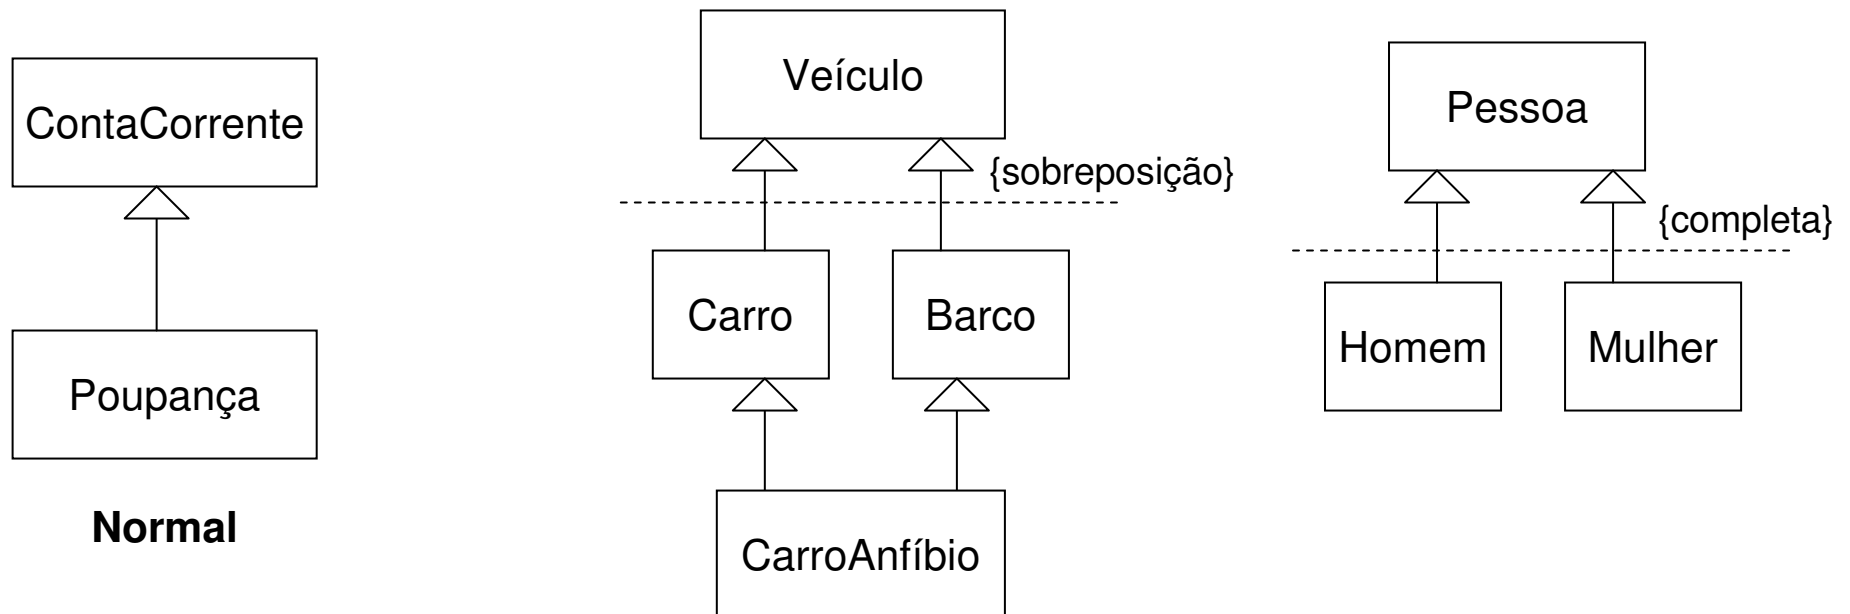 ContaCorrente
Poupança
Normal
Veículo
{sobreposição}
Carro
Barco
CarroAnfíbio
Pessoa
{completa}
Homem
Mulher